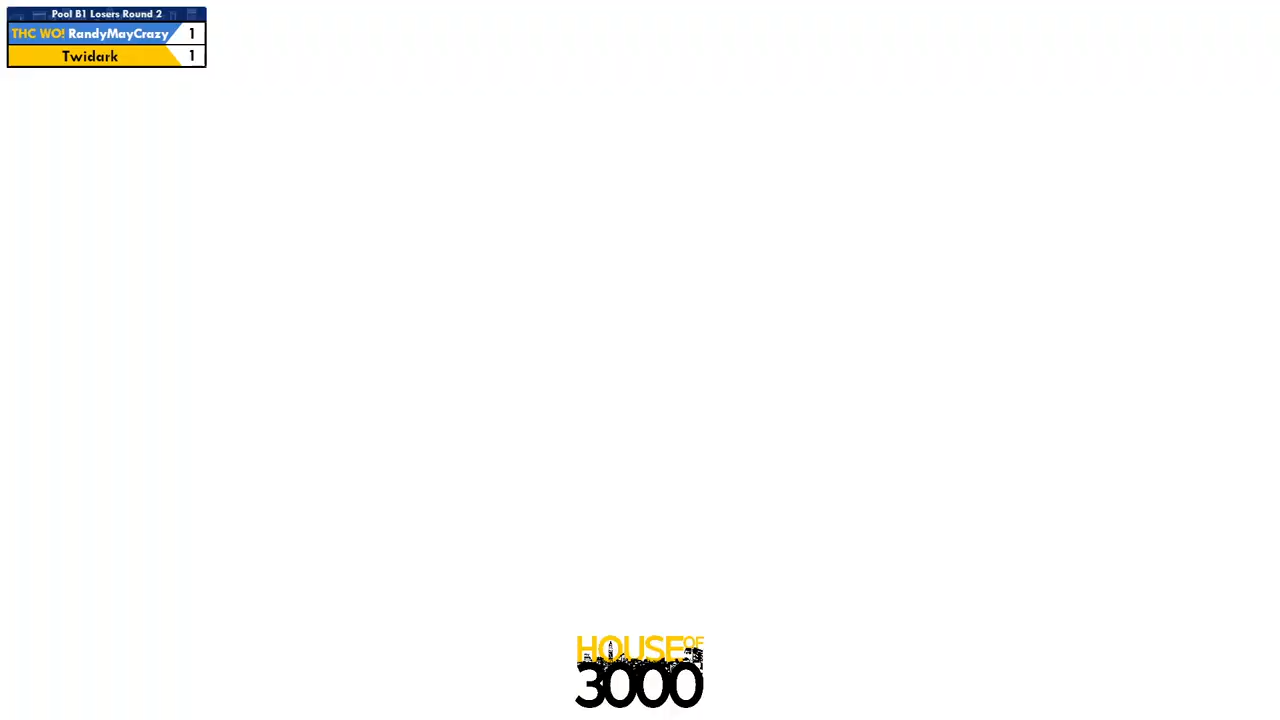 Pool B1 Losers Round 2
THC WO! RandyMayCrazy 1
Twidark 1
HOUSE OF
3000